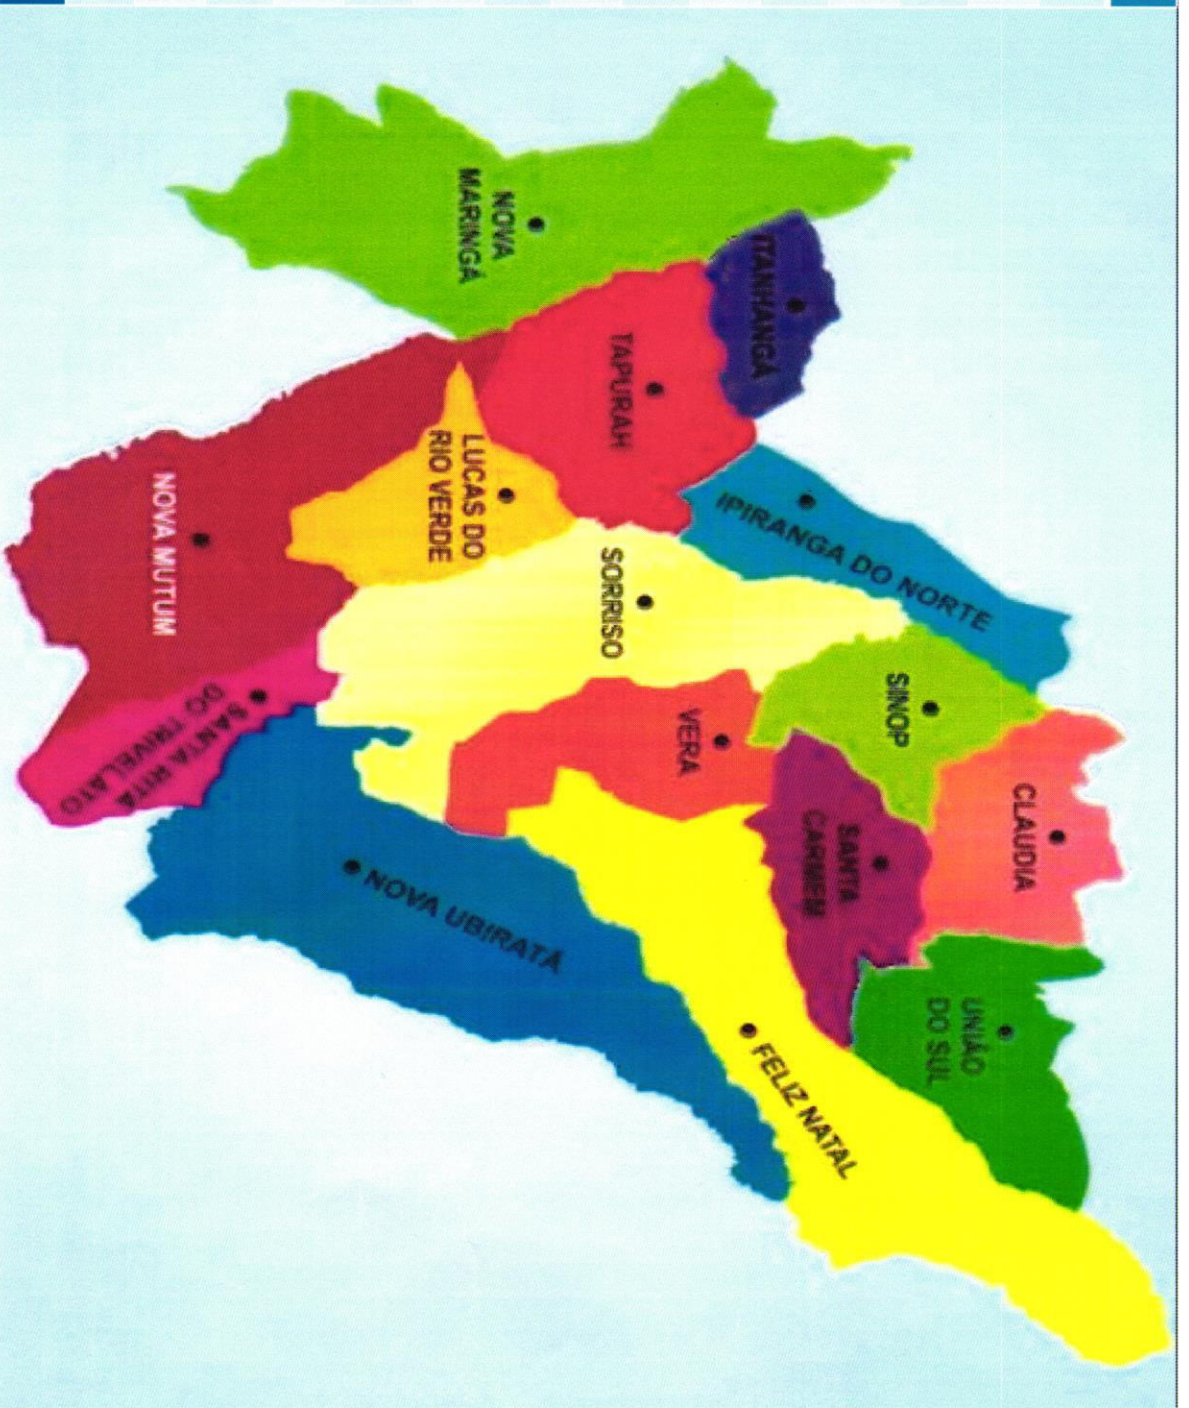 ITANHANGÁ
NOVA
MARINGÁ
TAPURAH
IPIRANGA DO NORTE
LUCAS DO
RIO VERDE
SORRISO
SINOP
NOVA MUTUM
VERA
CLAUDIA
SANTA
CARMEM
SANTA RITA
DO TRIVELATO
NOVA UBIRATÃ
UNIÃO
DO SUL
FELIZ NATAL